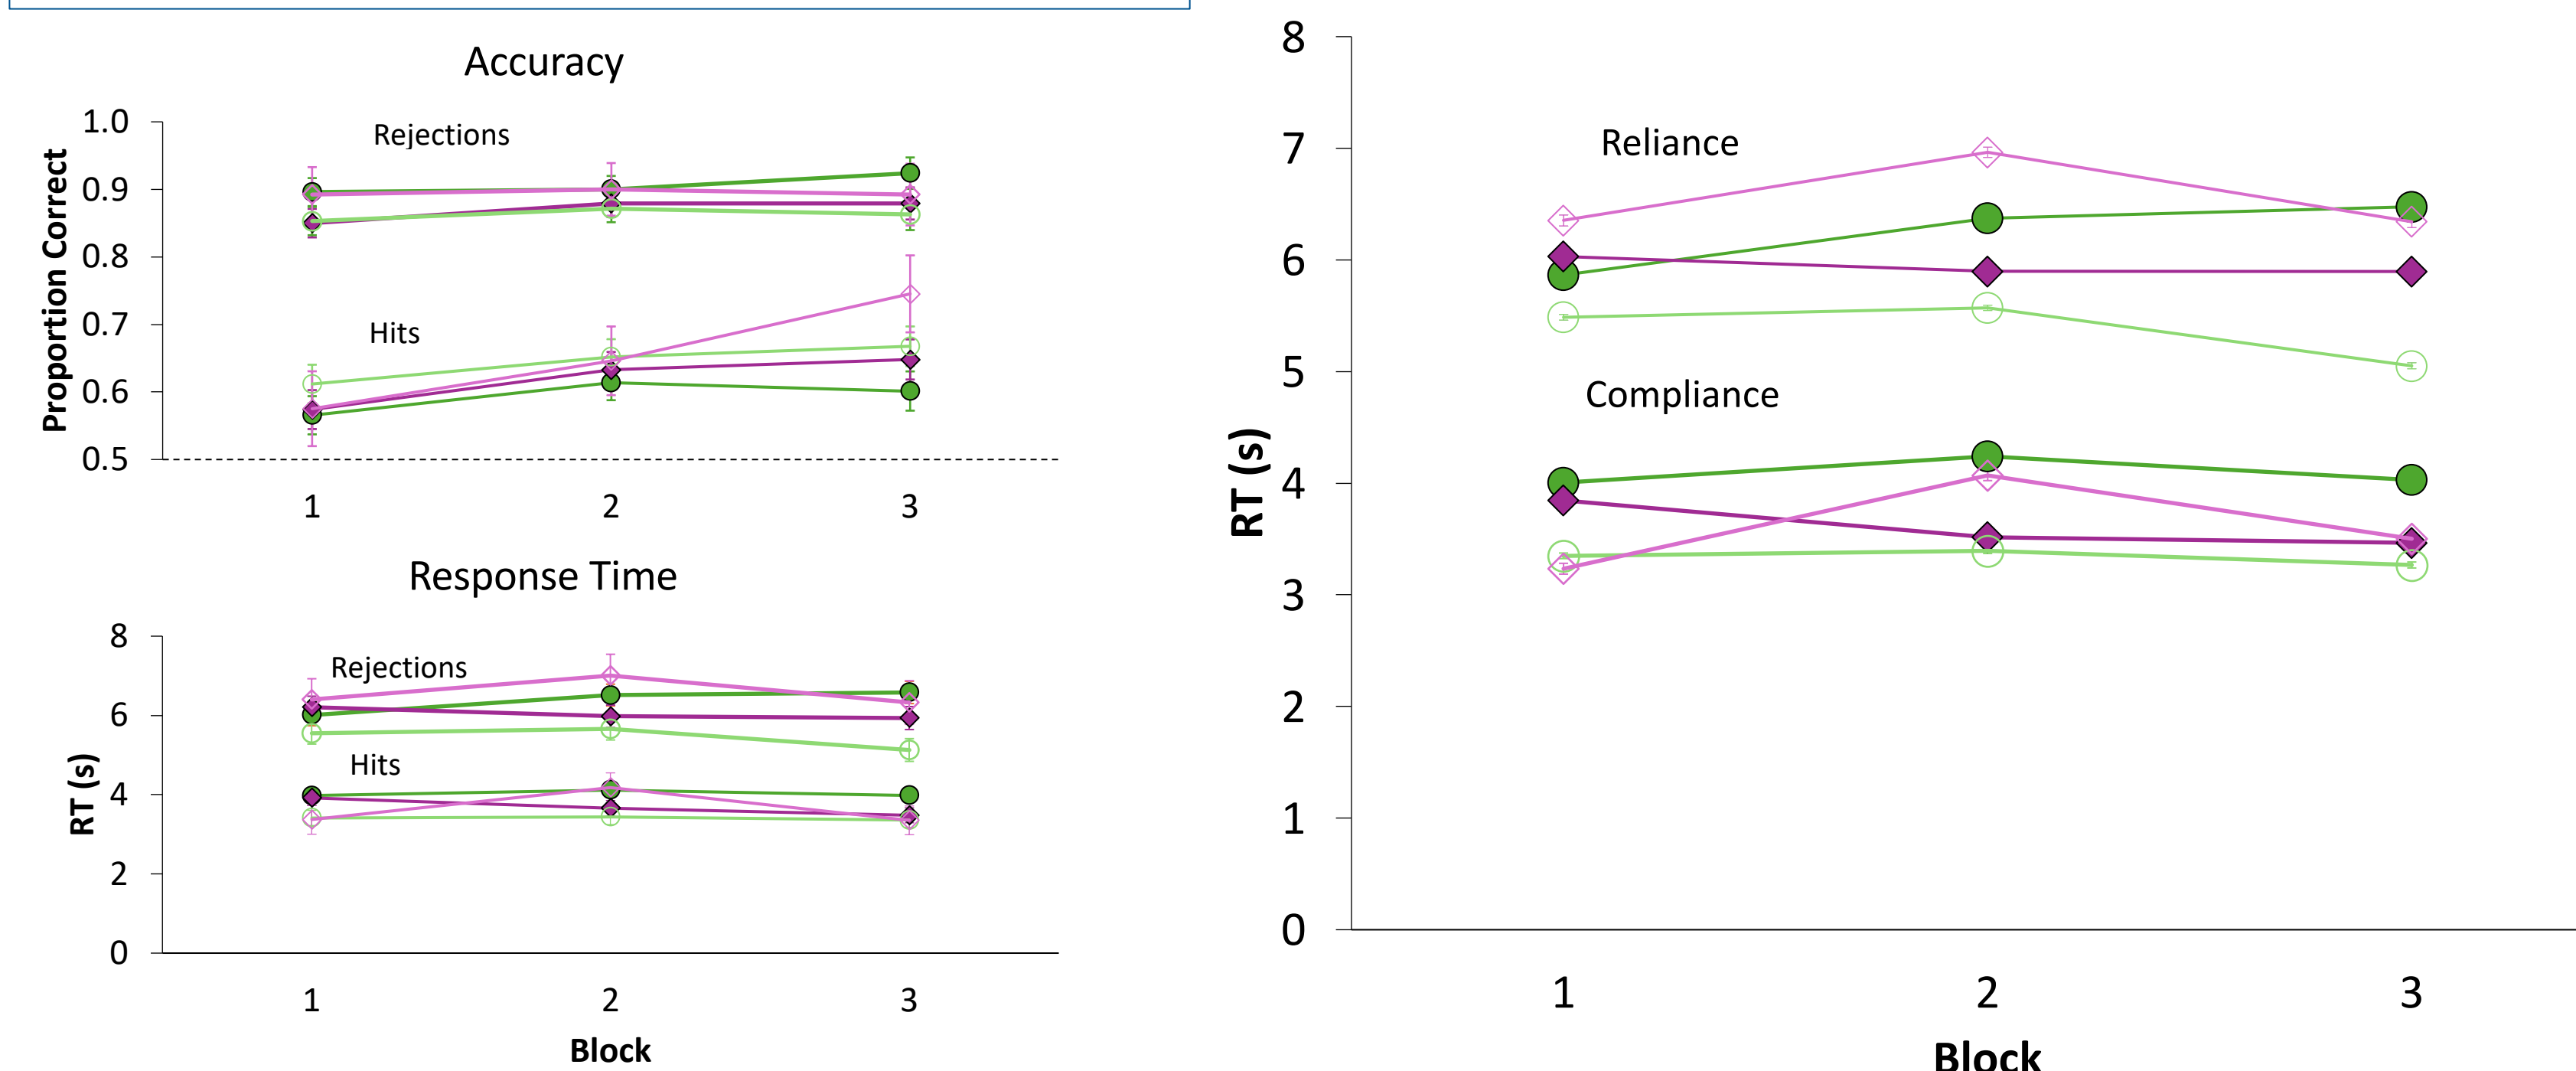 Accuracy
Proportion Correct
1.0
0.9
0.8
0.7
0.6
0.5
Rejections
Hits
1 2 3
Response Time
RT (s)
8
6
4
2
0
Rejections
Hits
1 2 3
Block
RT (s)
8
7
6
5
4
3
2
1
0
Reliance
Compliance
1 2 3
Block